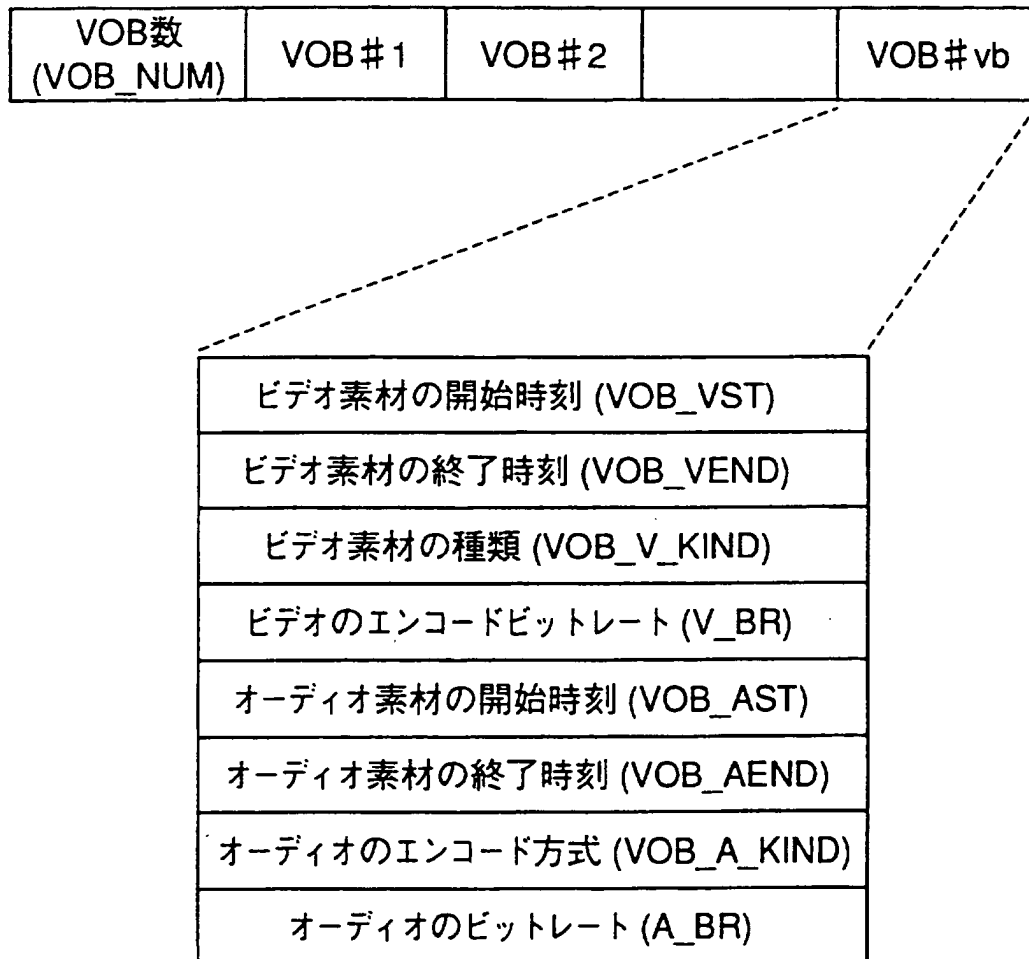 VOB数
(VOB_NUM)
VOB♯1
VOB♯2
VOB♯vb
ビデオ素材の開始時刻 (VOB_VST)
ビデオ素材の終了時刻 (VOB_VEND)
ビデオ素材の種類 (VOB_V_KIND)
ビデオのエンコードビットレート (V_BR)
オーディオ素材の開始時刻 (VOB_AST)
オーディオ素材の終了時刻 (VOB_AEND)
オーディオのエンコード方式 (VOB_A_KIND)
オーディオのビットレート (A_BR)